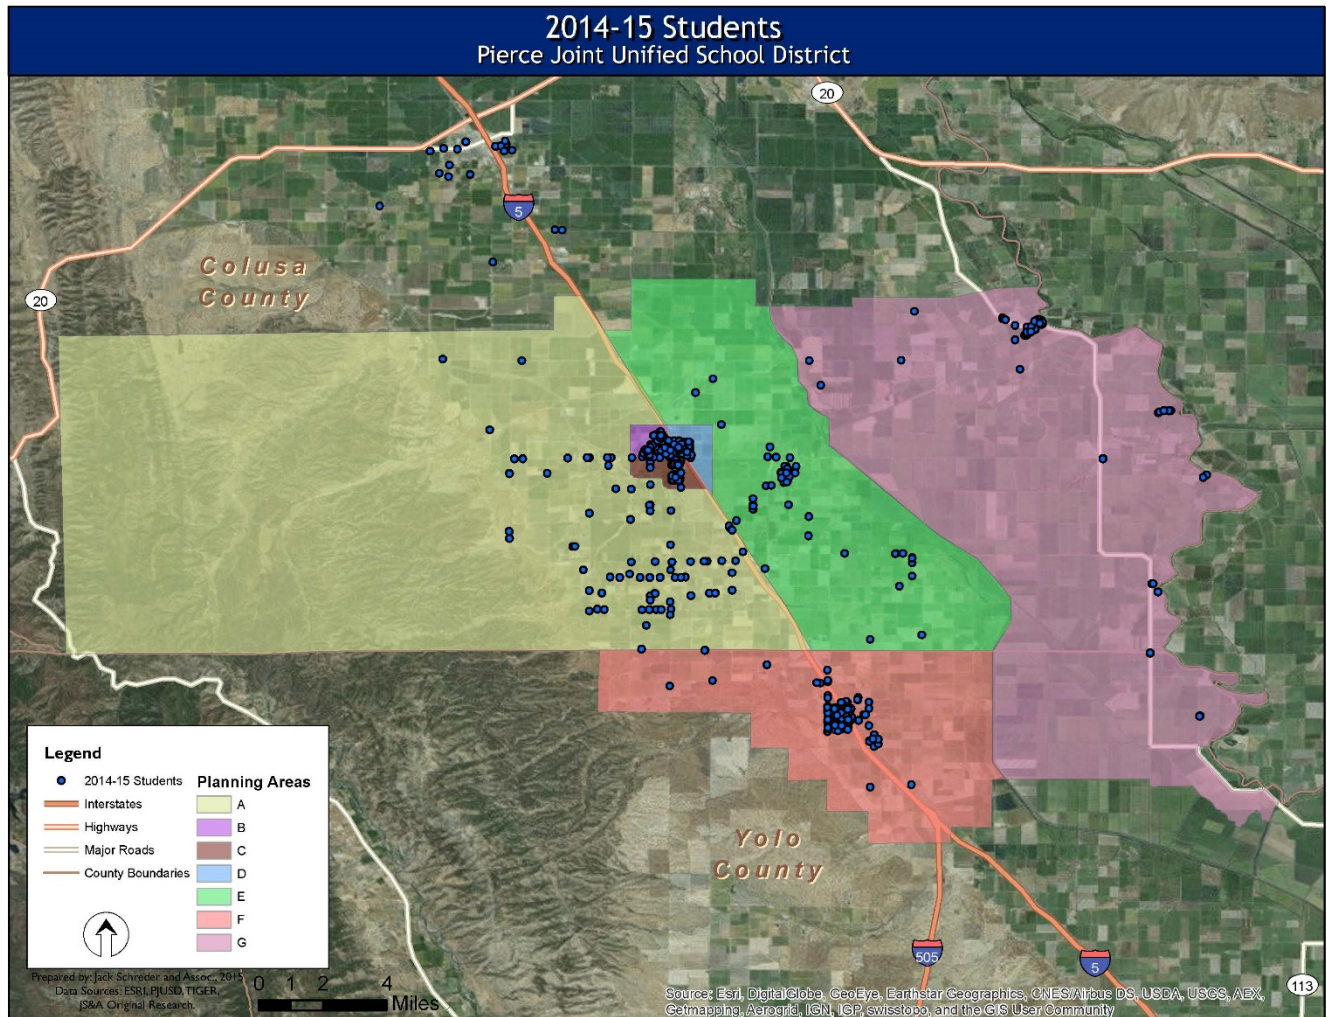 2014-15 Students
Pierce Joint Unified School District
20
20
5
Colusa
County
Legend
2014-15 Students
Interstates
Highways
Major Roads
County Boundaries
Planning Areas
A
B
C
D
E
F
G
Yolo
County
505
5
113
Prepared by: Jack Schreder and Assoc., 2015
Data Sources: ESRI, PJUSD, TIGER,
JS&A Original Research.
0 1 2 4
Miles
Source: Esri, DigitalGlobe, GeoEye, Earthstar Geographics, CNES/Airbus DS, USDA, USGS, AEX,
Getmapping, Aerogrid, IGN, IGP, swisstopo, and the GIS User Community